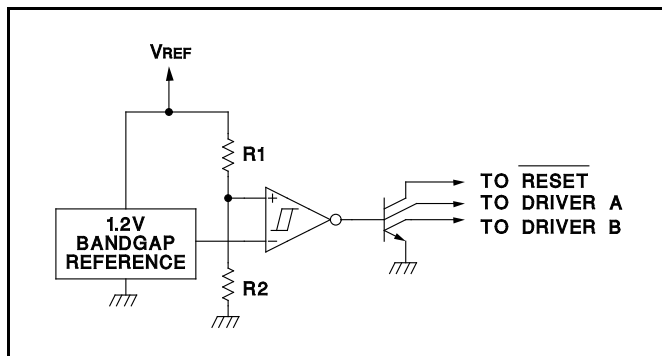 VREF
R1
TO RESET
TO DRIVER A
TO DRIVER B
+
-
1.2V
BANDGAP
REFERENCE
R2